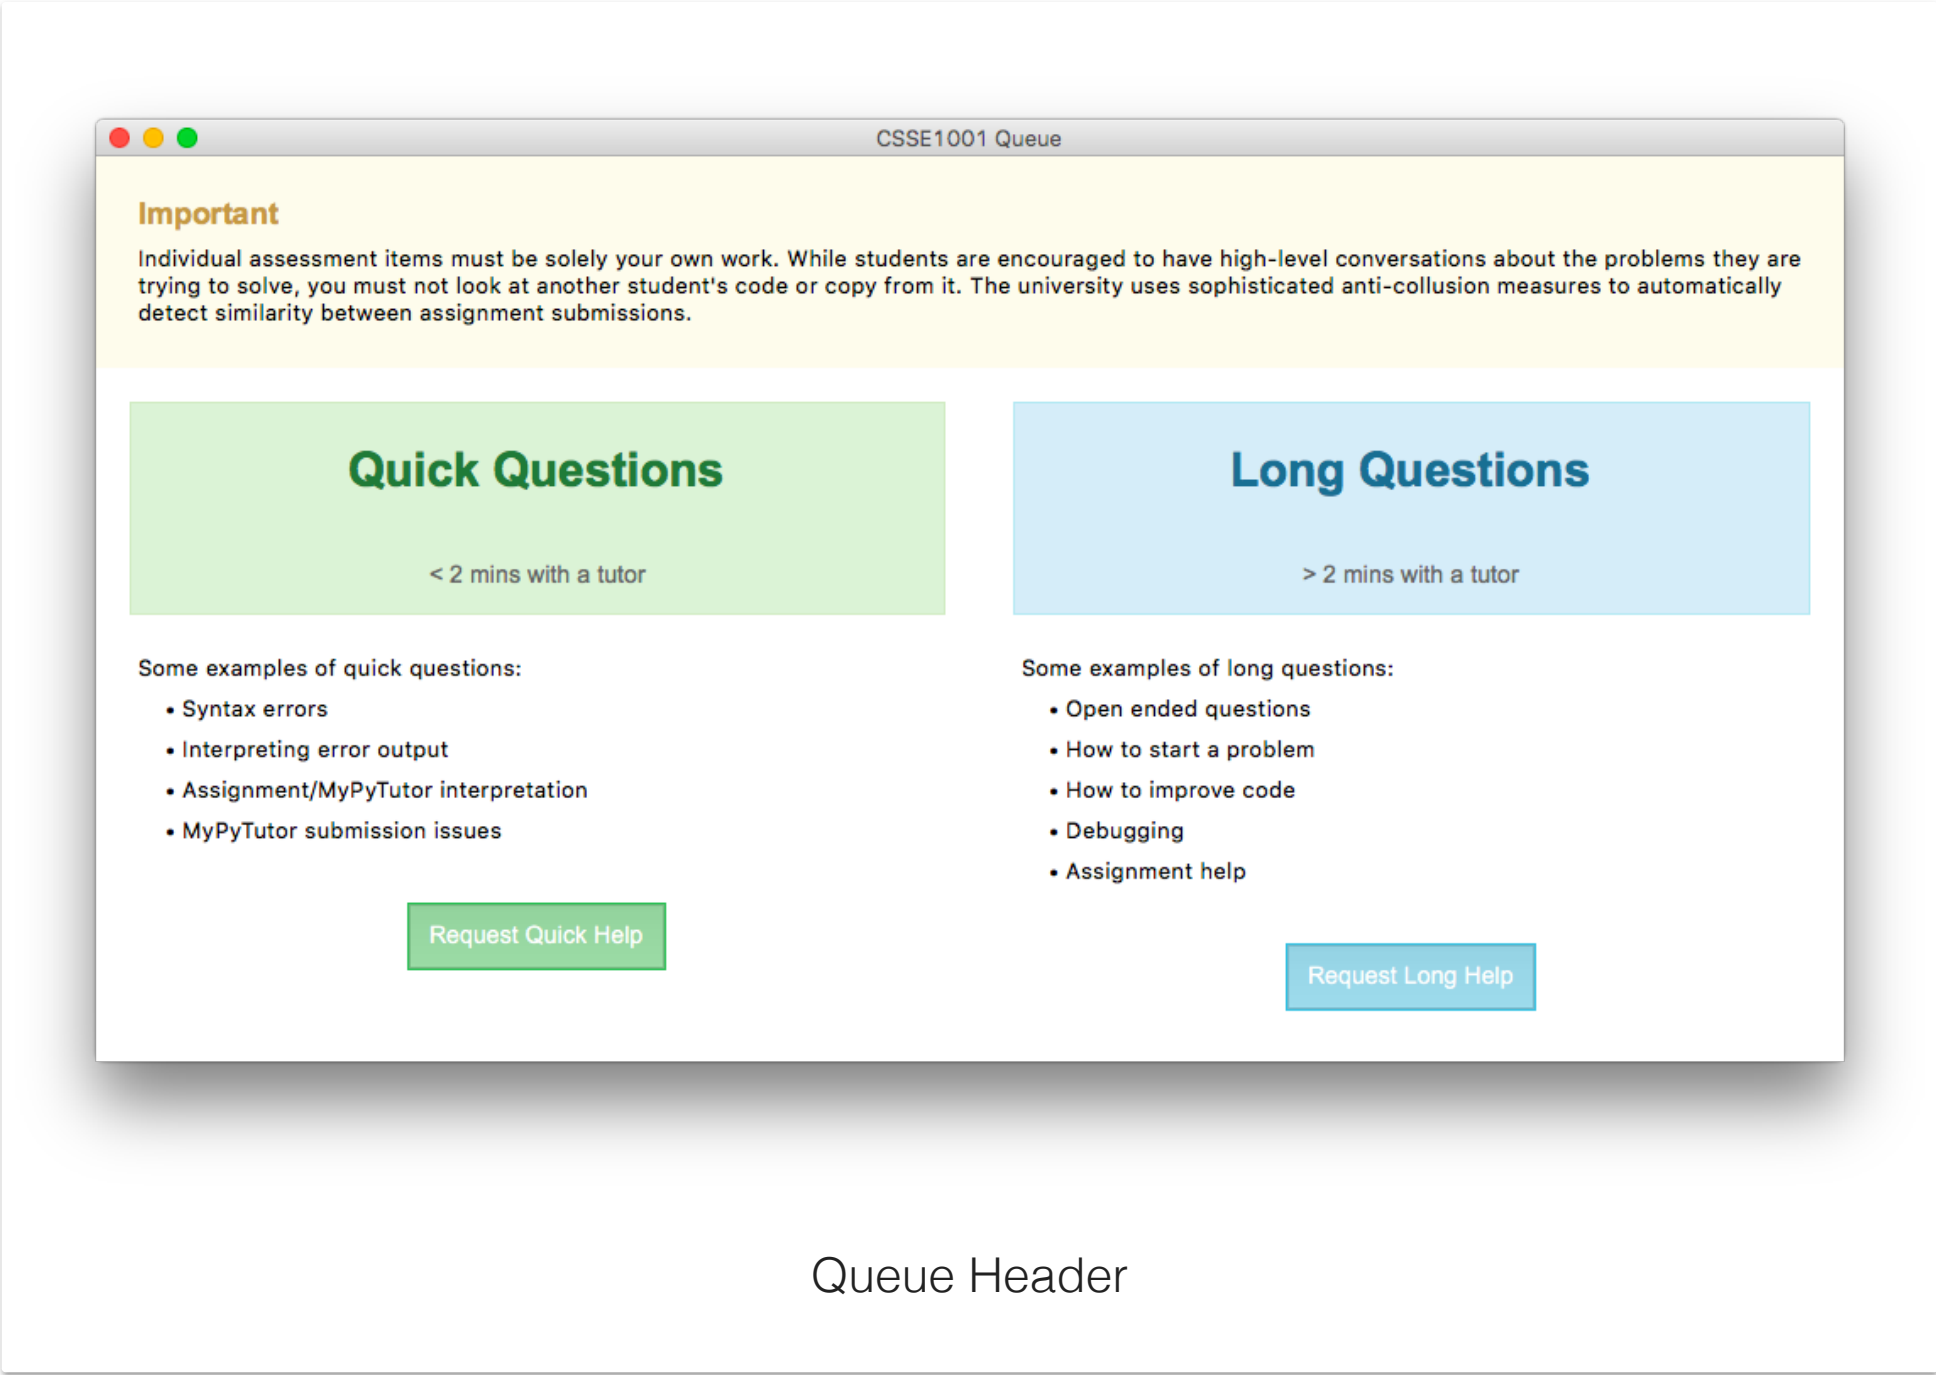 CSSE1001 Queue
Important
Individual assessment items must be solely your own work. While students are encouraged to have high-level conversations about the problems they are
trying to solve, you must not look at another student's code or copy from it. The university uses sophisticated anti-collusion measures to automatically
detect similarity between assignment submissions.
Quick Questions
< 2 mins with a tutor
Some examples of quick questions:
• Syntax errors
• Interpreting error output
• Assignment/MyPyTutor interpretation
• MyPyTutor submission issues
Request Quick Help
Long Questions
> 2 mins with a tutor
Some examples of long questions:
• Open ended questions
• How to start a problem
• How to improve code
• Debugging
• Assignment help
Request Long Help
Queue Header